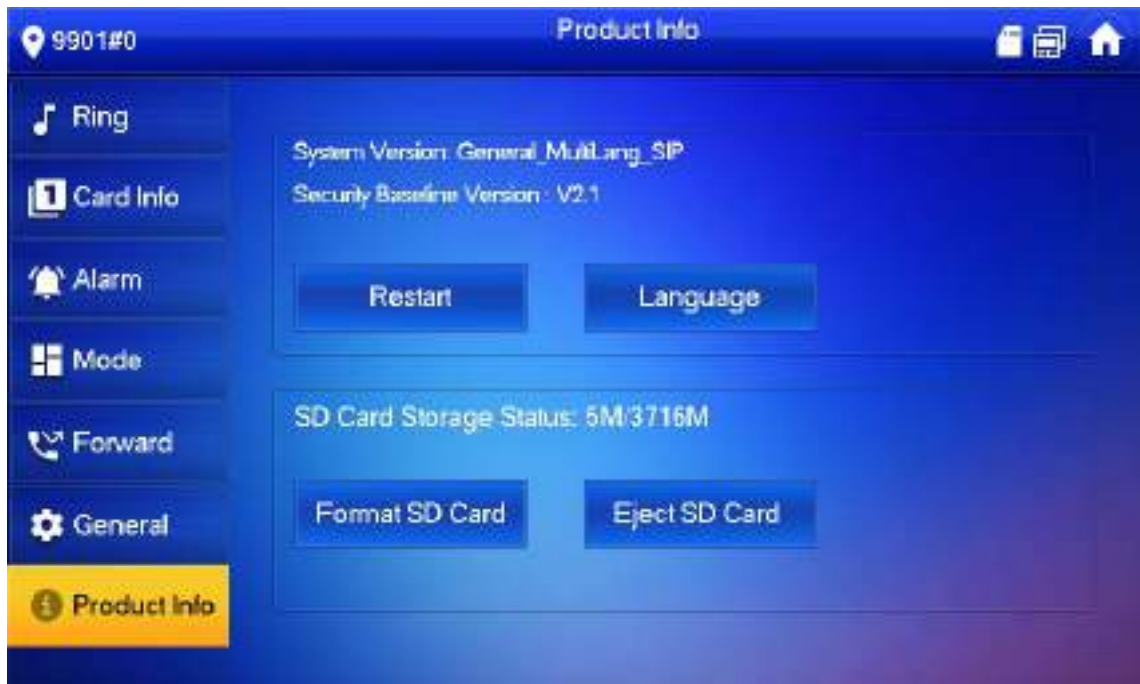 9901#0
Product Info
Ring
Card Info
Alarm
Mode
Forward
General
Product Info
System Version: General_MultiLang_SIP
Security Baseline Version : V2.1
Restart
Language
SD Card Storage Status: 5M/3716M
Format SD Card
Eject SD Card